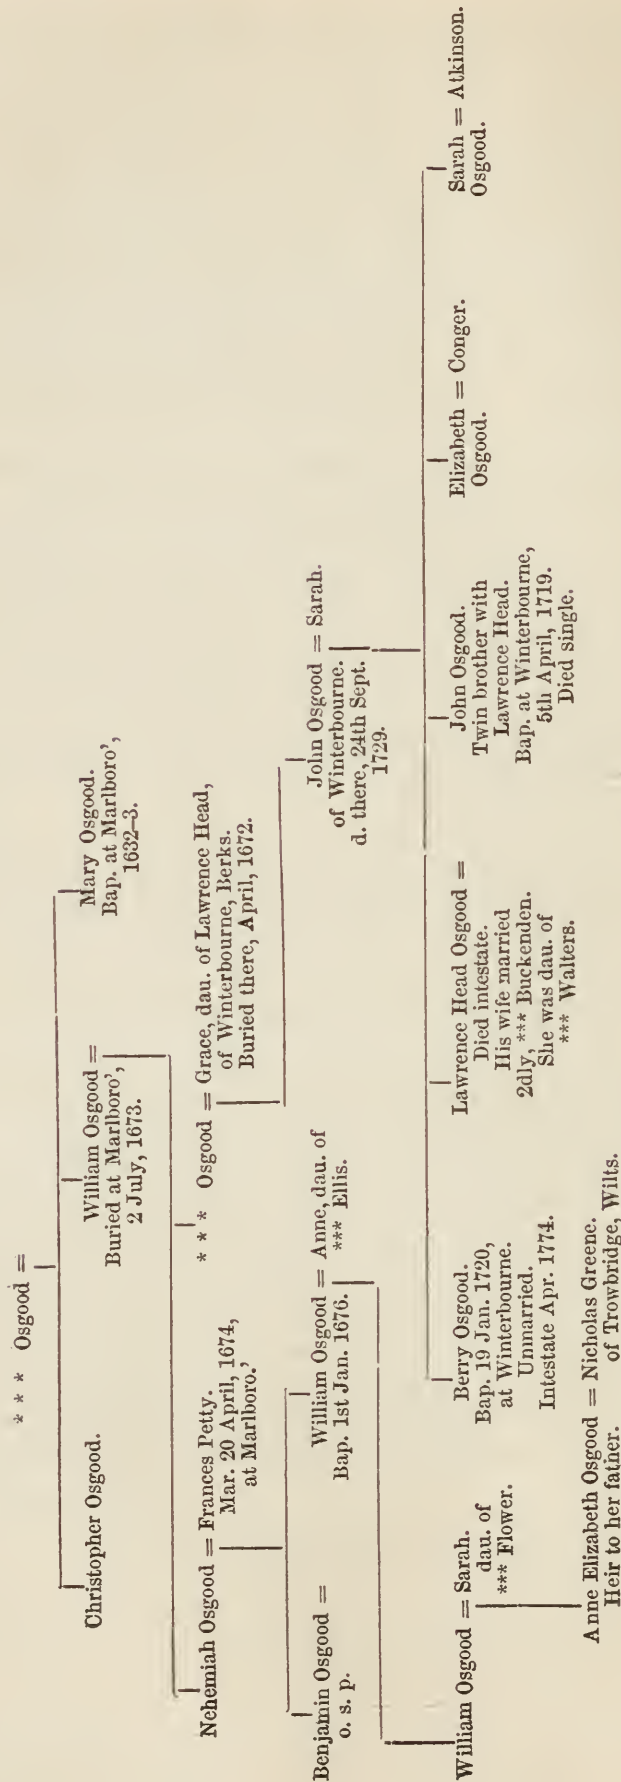 * * * Osgood =
Christopher Osgood.
William Osgood =
Buried at Marlboro',
2 July, 1673.
Mary Osgood.
Bap. at Marlboro',
1632–3.
Nehemiah Osgood = Frances Petty.
Mar. 20 April, 1674,
at Marlboro.'
* * * Osgood = Grace, dau. of Lawrence Head,
of Winterbourne, Berks.
Buried there, April, 1672.
Benjamin Osgood =
o. s. p.
William Osgood = Anne, dau. of
Bap. 1st Jan. 1676. *** Ellis.
John Osgood = Sarah.
of Winterbourne.
d. there, 24th Sept.
1729.
William Osgood = Sarah.
dau. of
*** Flower.
Berry Osgood.
Bap. 19 Jan. 1720,
at Winterbourne.
Unmarried.
Intestate Apr. 1774.
Lawrence Head Osgood =
Died intestate.
His wife married
2dly, *** Buckenden.
She was dau. of
*** Walters.
John Osgood.
Twin brother with
Lawrence Head.
Bap. at Winterbourne,
5th April, 1719.
Died single.
Elizabeth = Conger.
Osgood.
Sarah = Atkinson.
Osgood.
Anne Elizabeth Osgood = Nicholas Greene.
Heir to her father. of Trowbridge, Wilts.